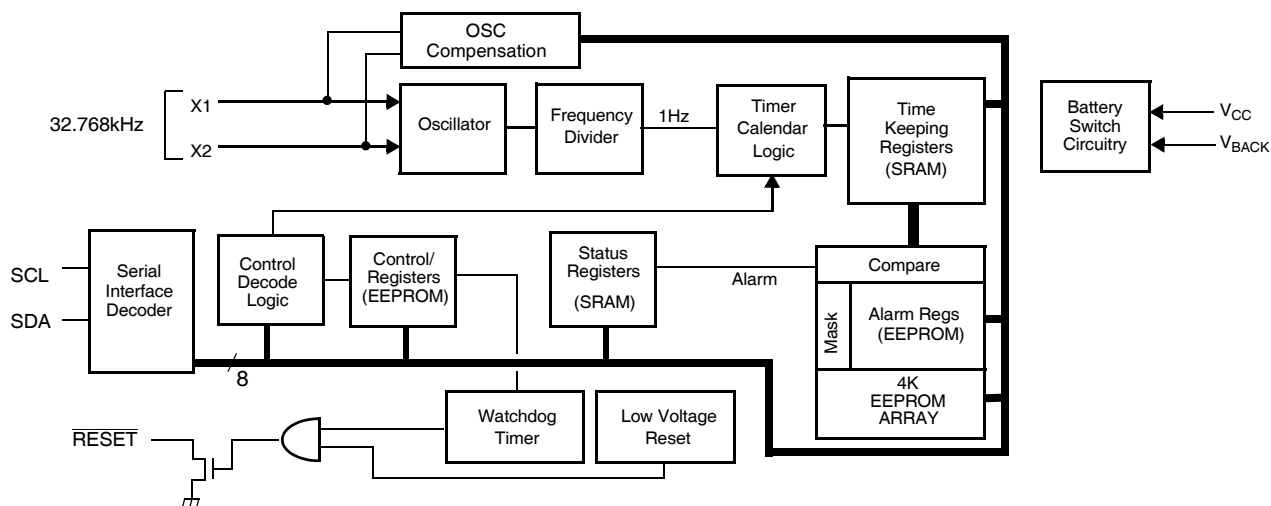 OSC
Compensation
32.768kHz
X1
X2
Oscillator
Frequency
Divider
1Hz
Timer
Calendar
Logic
Time
Keeping
Registers
(SRAM)
Battery
Switch
Circuitry
VCC
VBACK
SCL
SDA
Serial
Interface
Decoder
Control
Decode
Logic
Control/
Registers
(EEPROM)
Status
Registers
(SRAM)
Alarm
Compare
Mask
Alarm Regs
(EEPROM)
4K
EEPROM
ARRAY
8
RESET
Watchdog
Timer
Low Voltage
Reset